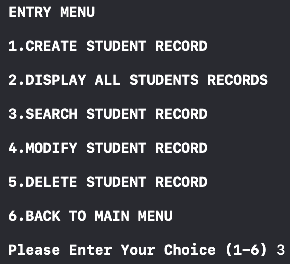 ENTRY MENU
1.CREATE STUDENT RECORD
2.DISPLAY ALL STUDENTS RECORDS
3.SEARCH STUDENT RECORD
4.MODIFY STUDENT RECORD
5.DELETE STUDENT RECORD
6.BACK TO MAIN MENU
Please Enter Your Choice (1-6) 3